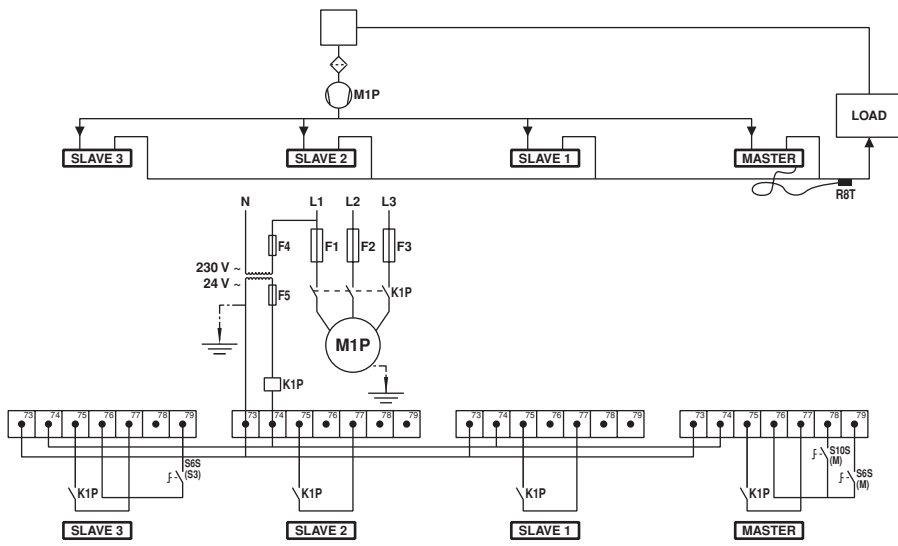 M1P
LOAD
SLAVE 3 SLAVE 2 SLAVE 1 MASTER
R8T
N L1 L2 L3
F4 F1 F2 F3
230 V ~
24 V ~
F5 K1P
M1P
K1P
73 74 75 76 77 78 79 73 74 75 76 77 78 79 73 74 75 76 77 78 79 73 74 75 76 77 78 79
S10S
(M)
S6S
(S3)
S6S
(M)
K1P K1P K1P K1P
SLAVE 3 SLAVE 2 SLAVE 1 MASTER